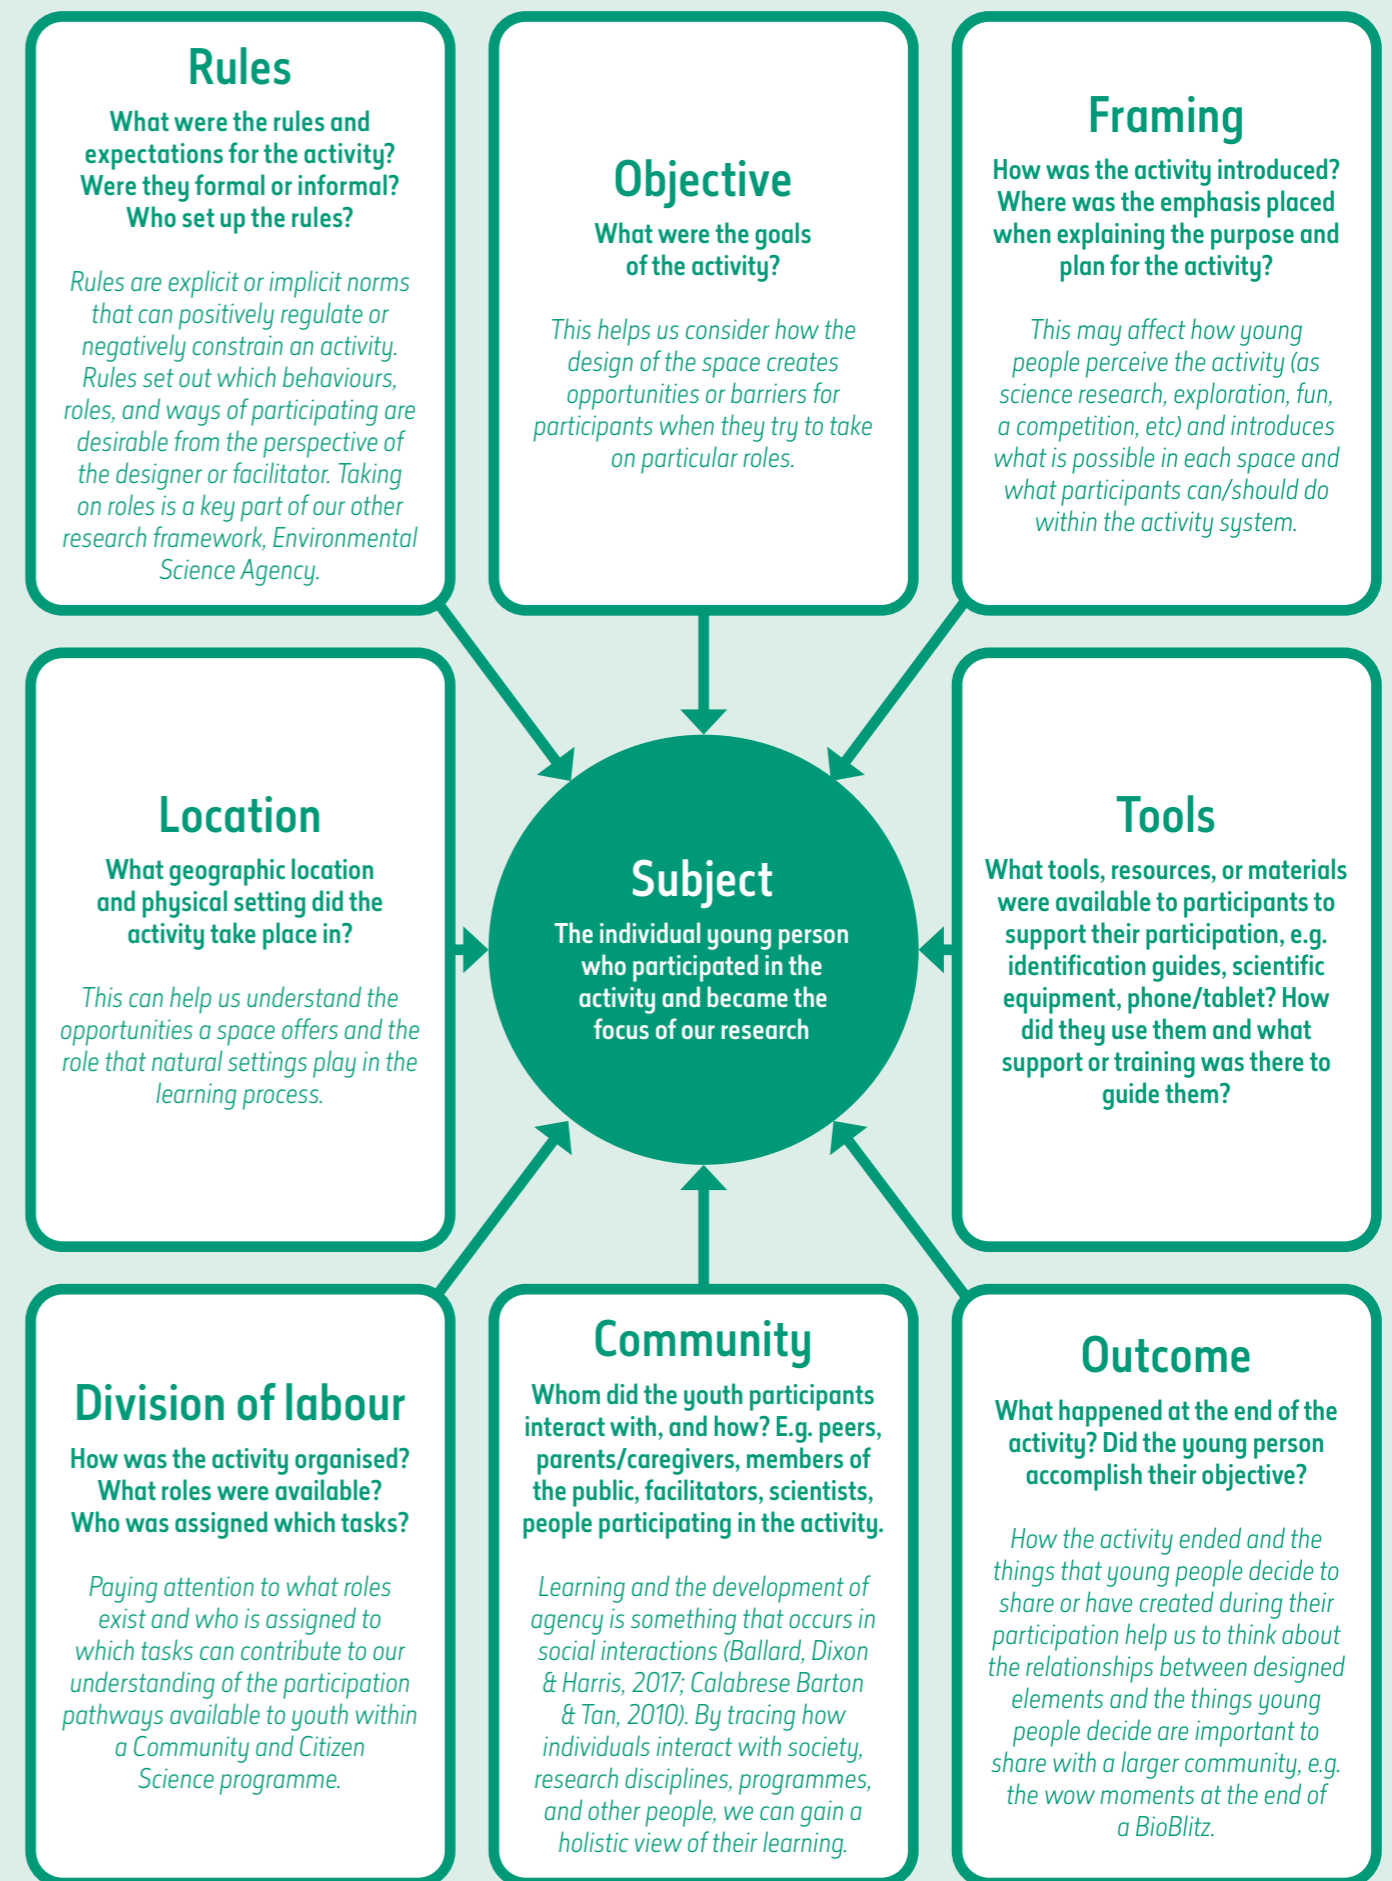 Rules
What were the rules and
expectations for the activity?
Were they formal or informal?
Who set up the rules?
Rules are explicit or implicit norms
that can positively regulate or
negatively constrain an activity.
Rules set out which behaviours,
roles, and ways of participating are
desirable from the perspective of
the designer or facilitator. Taking
on roles is a key part of our other
research framework, Environmental
Science Agency.
Objective
What were the goals
of the activity?
This helps us consider how the
design of the space creates
opportunities or barriers for
participants when they try to take
on particular roles.
Framing
How was the activity introduced?
Where was the emphasis placed
when explaining the purpose and
plan for the activity?
This may affect how young
people perceive the activity (as
science research, exploration, fun,
a competition, etc) and introduces
what is possible in each space and
what participants can/should do
within the activity system.
Location
What geographic location
and physical setting did the
activity take place in?
This can help us understand the
opportunities a space offers and the
role that natural settings play in the
learning process.
Subject
The individual young person
who participated in the
activity and became the
focus of our research
Tools
What tools, resources, or materials
were available to participants to
support their participation, e.g.
identification guides, scientific
equipment, phone/tablet? How
did they use them and what
support or training was there to
guide them?
Division of labour
How was the activity organised?
What roles were available?
Who was assigned which tasks?
Paying attention to what roles
exist and who is assigned to
which tasks can contribute to our
understanding of the participation
pathways available to youth within
a Community and Citizen
Science programme.
Community
Whom did the youth participants
interact with, and how? E.g. peers,
parents/caregivers, members of
the public, facilitators, scientists,
people participating in the activity.
Learning and the development of
agency is something that occurs in
social interactions (Ballard, Dixon
& Harris, 2017; Calabrese Barton
& Tan, 2010). By tracing how
individuals interact with society,
research disciplines, programmes,
and other people, we can gain a
holistic view of their learning.
Outcome
What happened at the end of the
activity? Did the young person
accomplish their objective?
How the activity ended and the
things that young people decide to
share or have created during their
participation help us to think about
the relationships between designed
elements and the things young
people decide are important to
share with a larger community, e.g.
the wow moments at the end of
a BioBlitz.